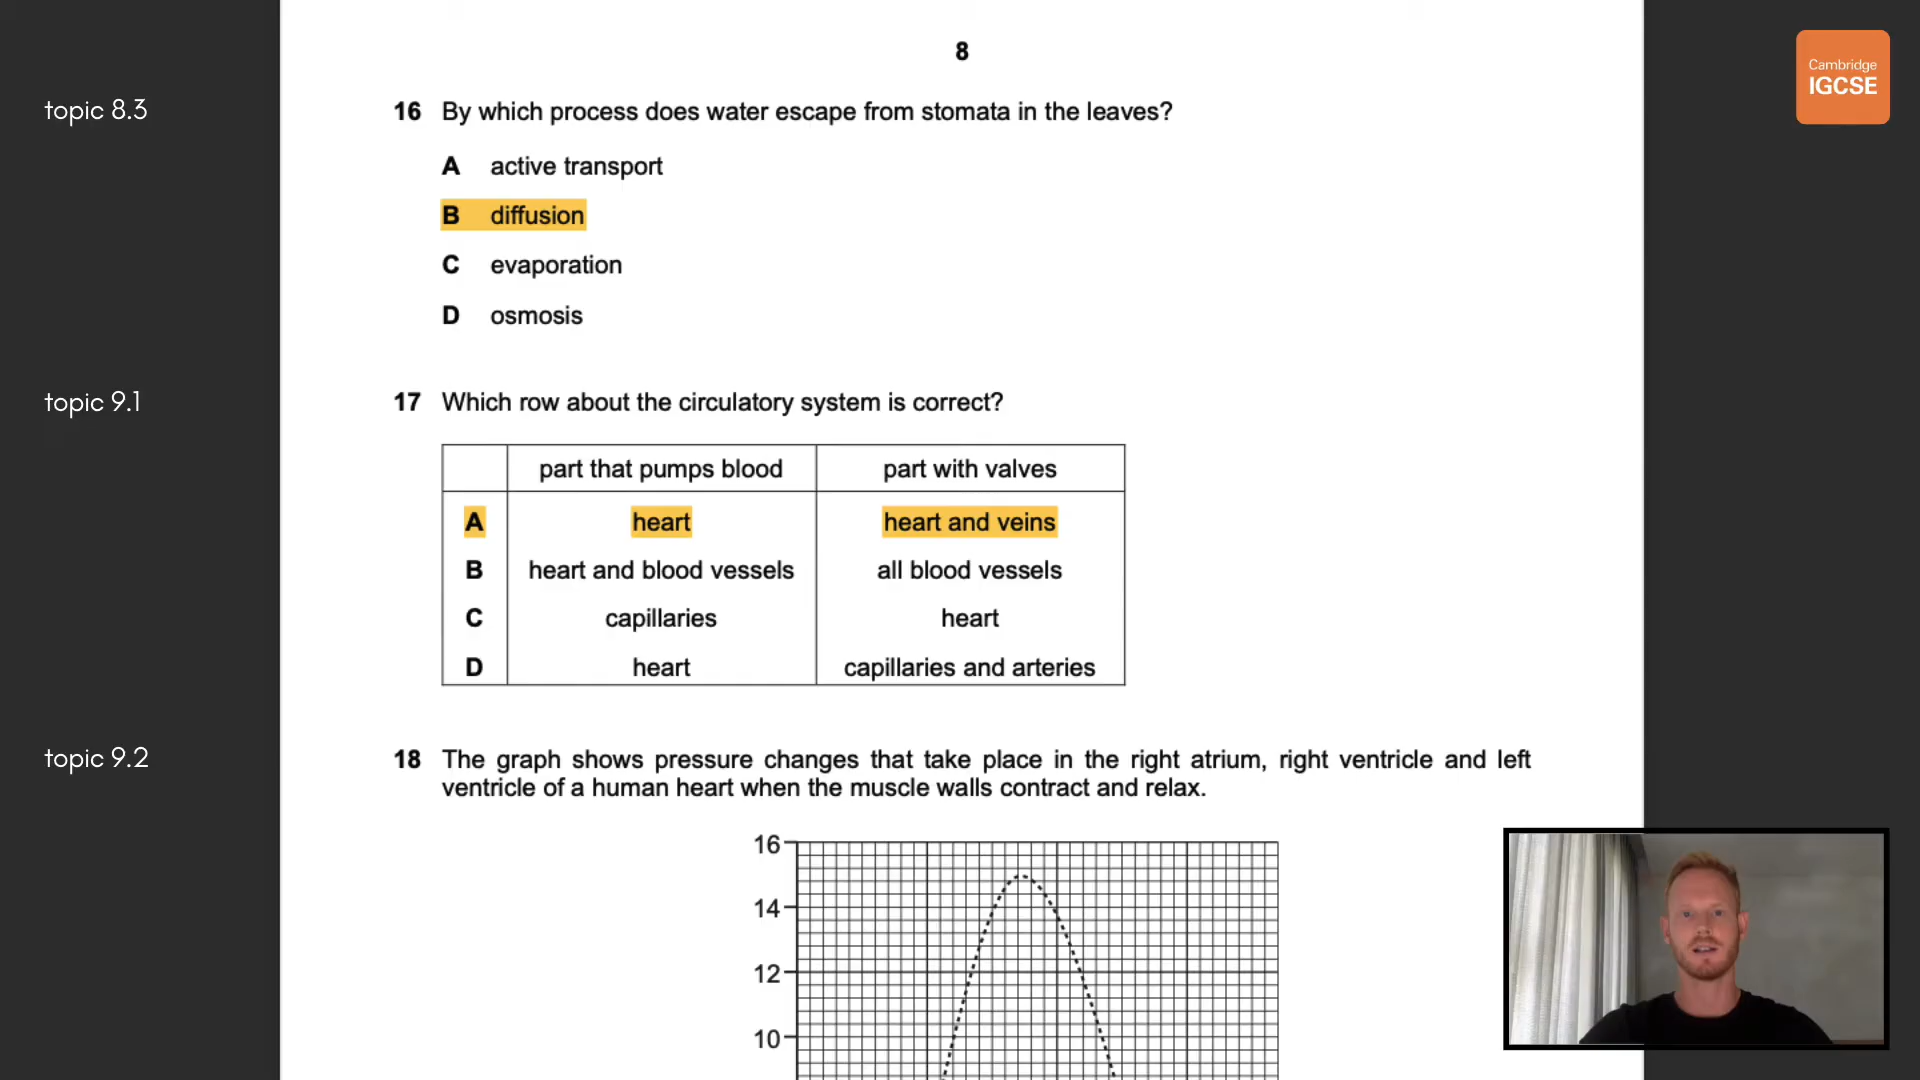 8
Cambridge
IGCSE
topic 8.3
16 By which process does water escape from stomata in the leaves?
A active transport
B diffusion
C evaporation
D osmosis
topic 9.1
17 Which row about the circulatory system is correct?
part that pumps blood part with valves
A heart heart and veins
B heart and blood vessels all blood vessels
C capillaries heart
D heart capillaries and arteries
topic 9.2
18 The graph shows pressure changes that take place in the right atrium, right ventricle and left
ventricle of a human heart when the muscle walls contract and relax.
16
14
12
10